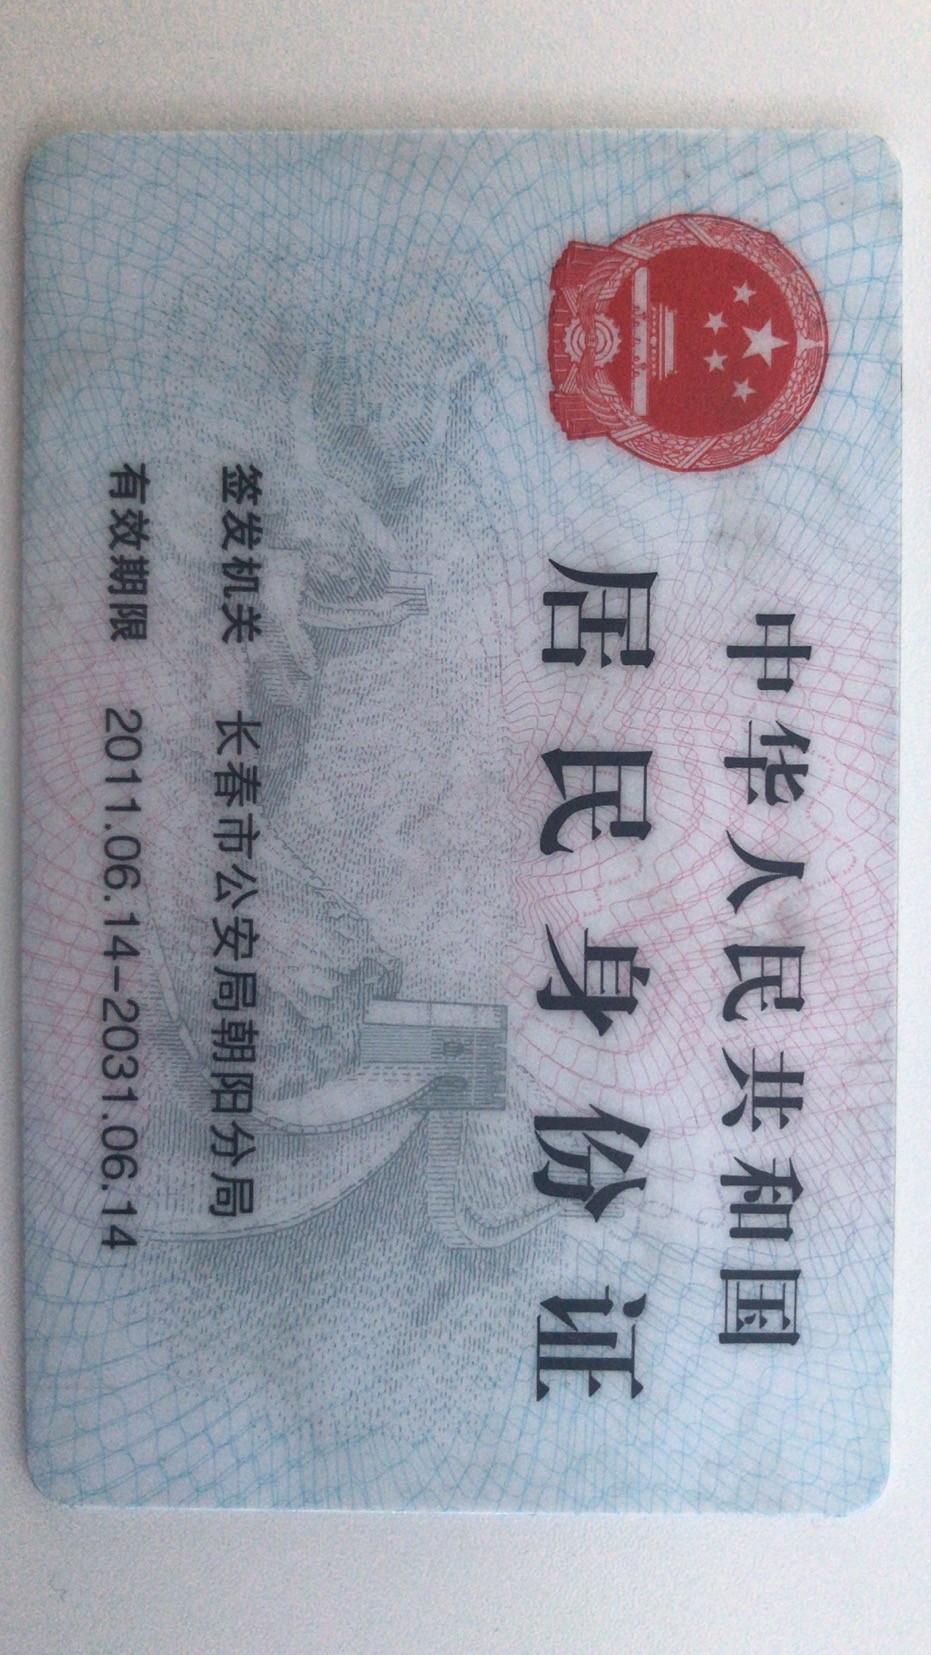 中华人民共和国
居民身份证
签发机关 长春市公安局朝阳分局
有效期限 2011.06.14-2031.06.14